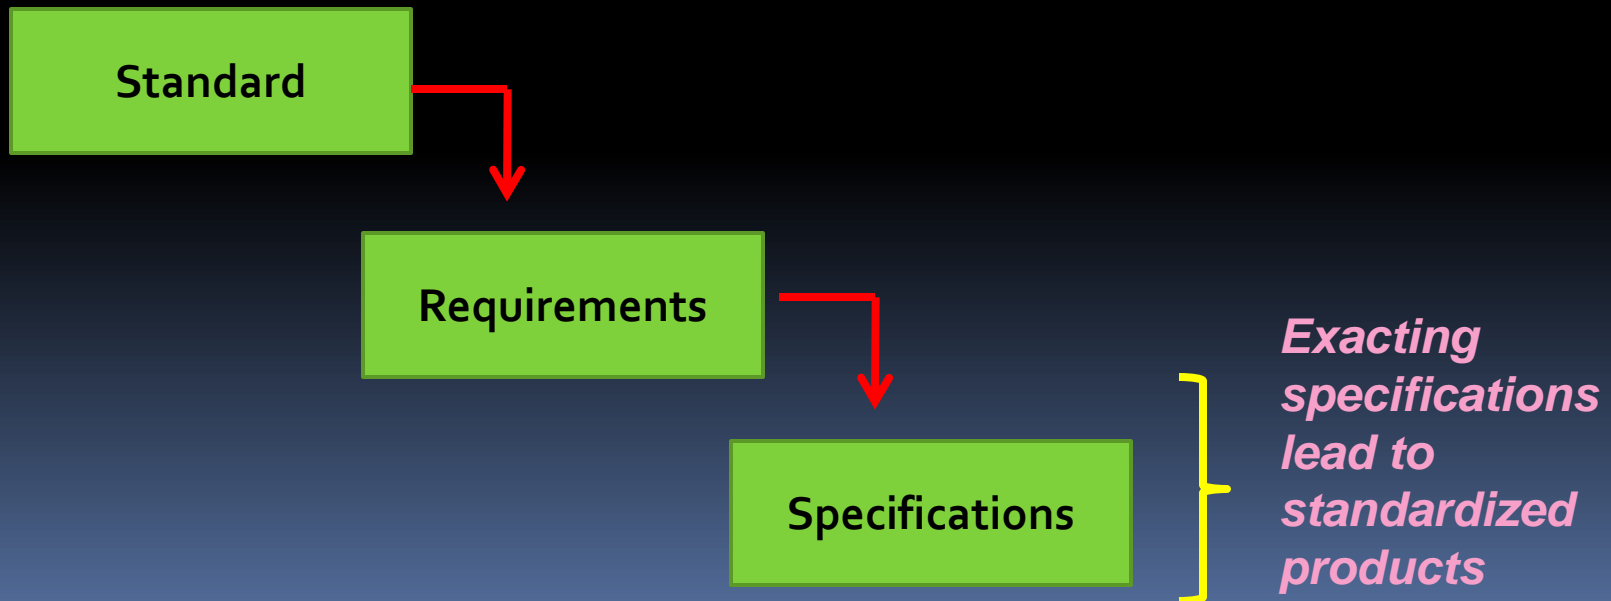 Standard
Requirements
Exacting
specifications
lead to
standardized
products
Specifications